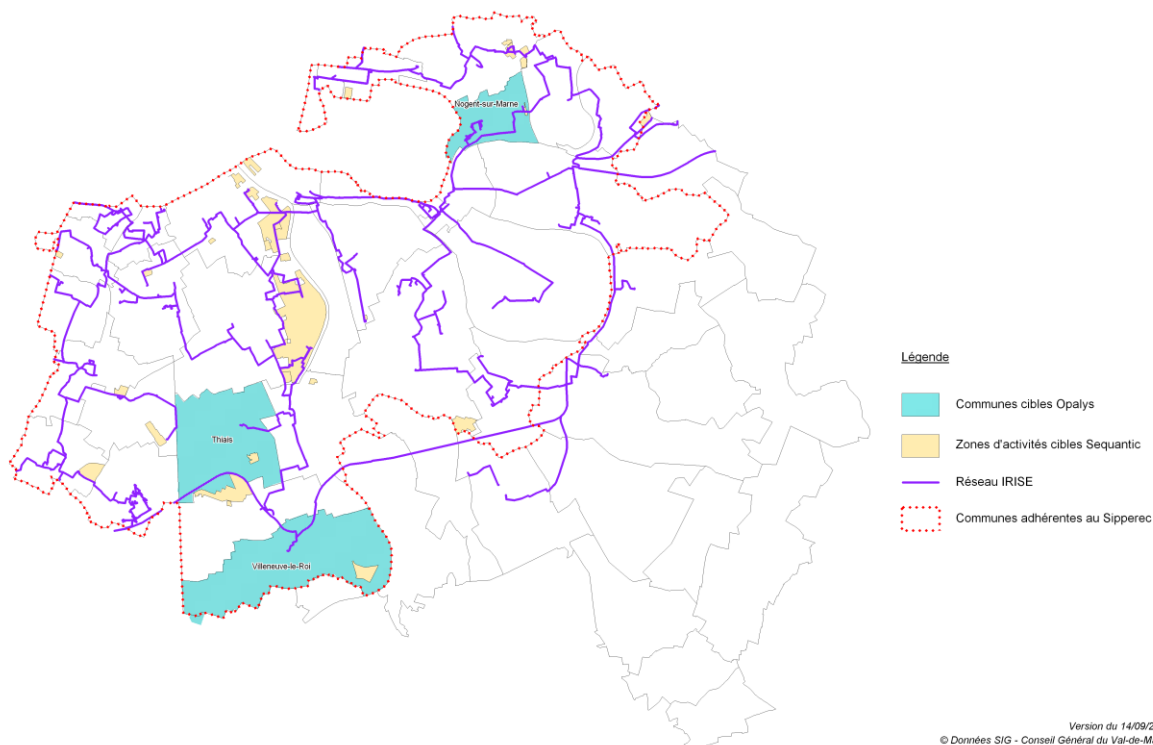 Nogent-sur-Marne
Thiais
Villeneuve-le-Roi
Légende
Communes cibles Opalys
Zones d'activités cibles Sequantic
Réseau IRISE
Communes adhérentes au Sipperec
Version du 14/09/2
© Données SIG - Conseil Général du Val-de-Ma